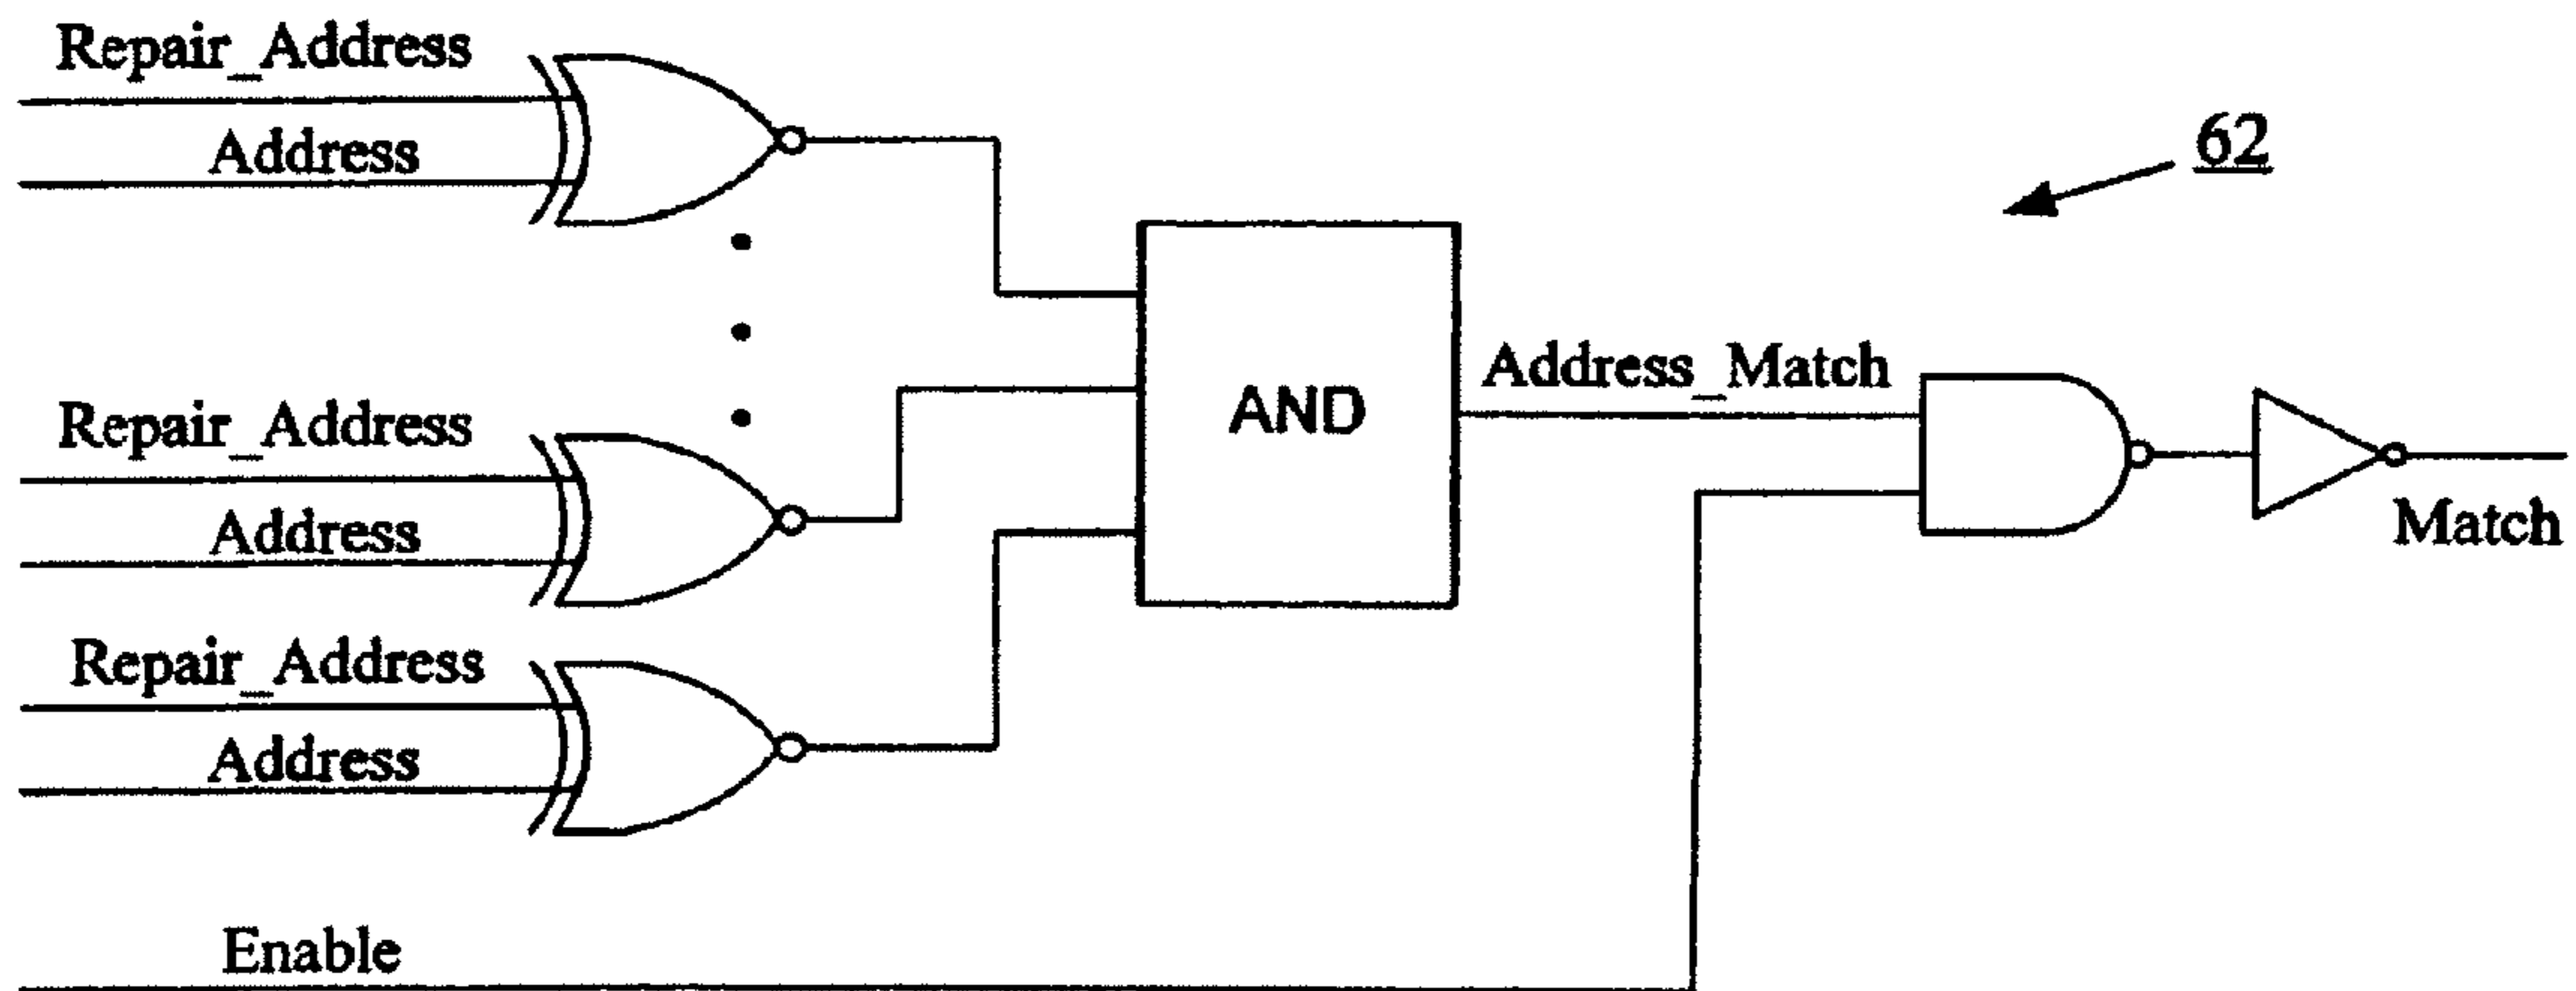 Repair_Address
Address
62
Address_Match
AND
Repair_Address
Address
Match
Repair_Address
Address
Enable